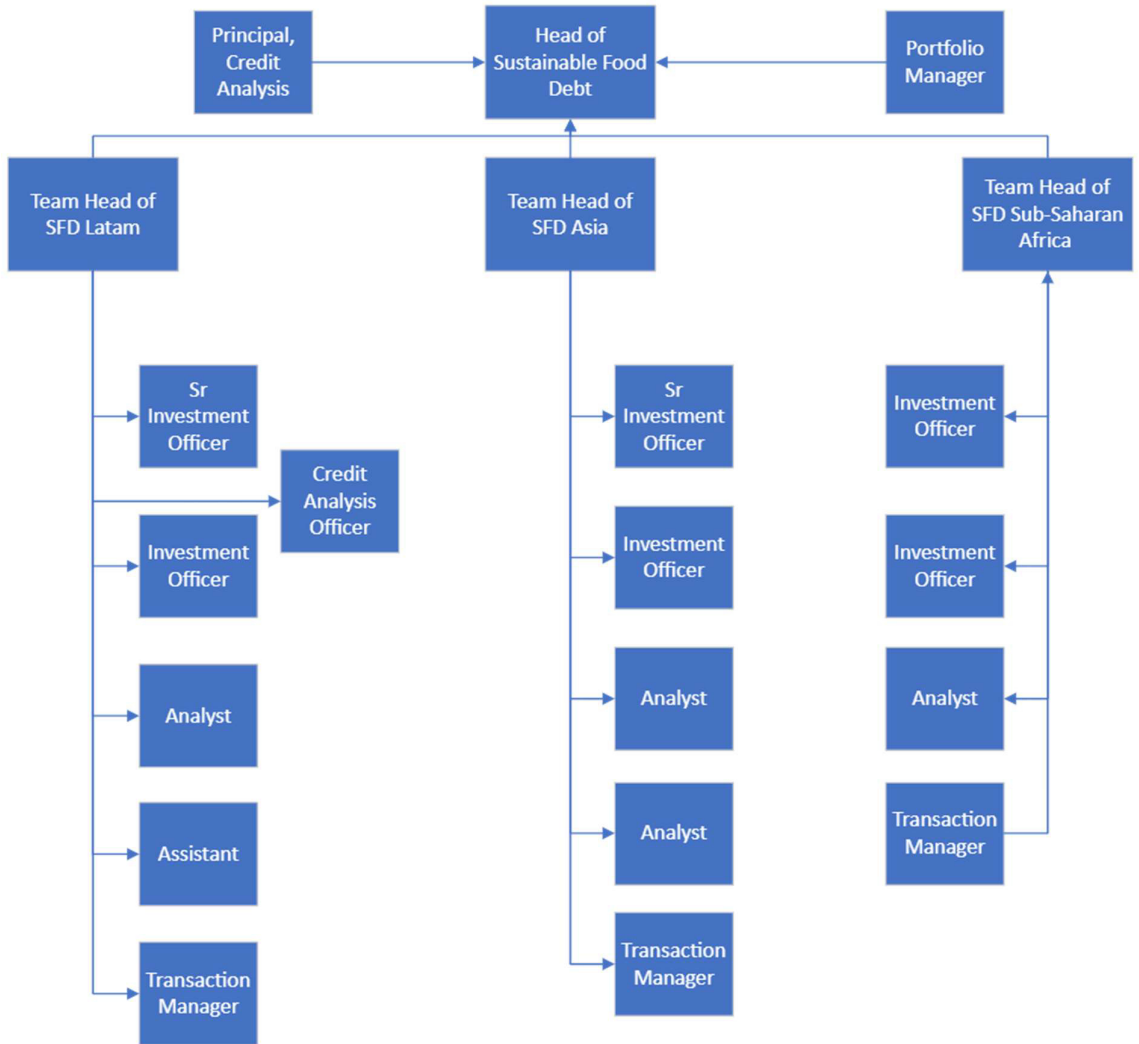 Principal,
Credit
Analysis
Head of
Sustainable Food
Debt
Portfolio
Manager
Team Head of
SFD Latam
Team Head of
SFD Asia
Team Head of
SFD Sub-Saharan
Africa
Sr
Investment
Officer
Credit
Analysis
Officer
Investment
Officer
Analyst
Assistant
Transaction
Manager
Sr
Investment
Officer
Investment
Officer
Analyst
Analyst
Transaction
Manager
Investment
Officer
Investment
Officer
Analyst
Transaction
Manager